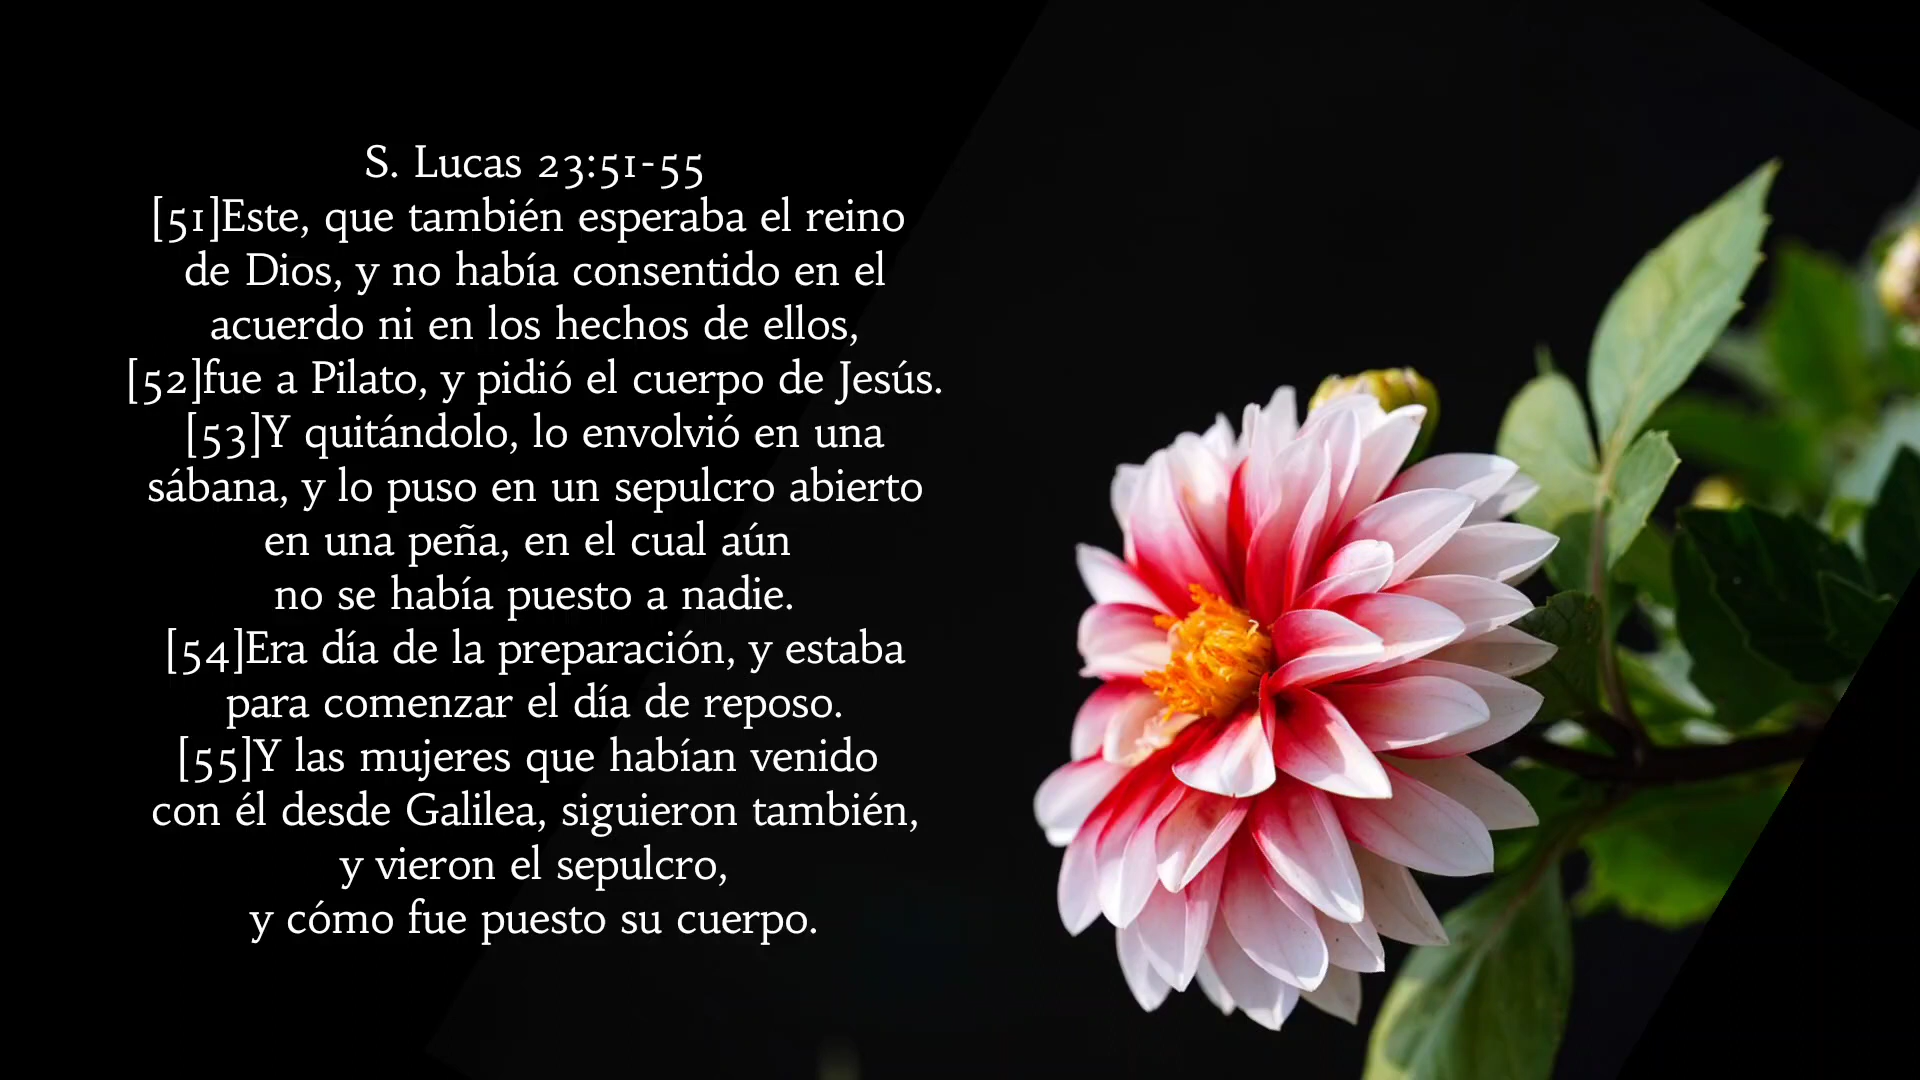 S. Lucas 23:51-55
[51]Este, que también esperaba el reino
de Dios, y no había consentido en el
acuerdo ni en los hechos de ellos,
[52]fue a Pilato, y pidió el cuerpo de Jesús.
[53]Y quitándolo, lo envolvió en una
sábana, y lo puso en un sepulcro abierto
en una peña, en el cual aún
no se había puesto a nadie.
[54]Era día de la preparación, y estaba
para comenzar el día de reposo.
[55]Y las mujeres que habían venido
con él desde Galilea, siguieron también,
y vieron el sepulcro,
y cómo fue puesto su cuerpo.